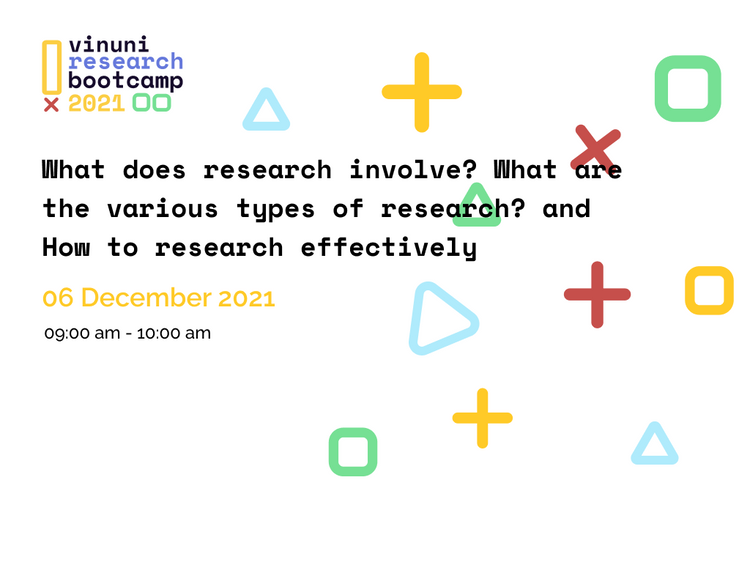 vinuni
research
bootcamp
2021
What does research involve? What are
the various types of research? and
How to research effectively
06 December 2021
09:00 am - 10:00 am